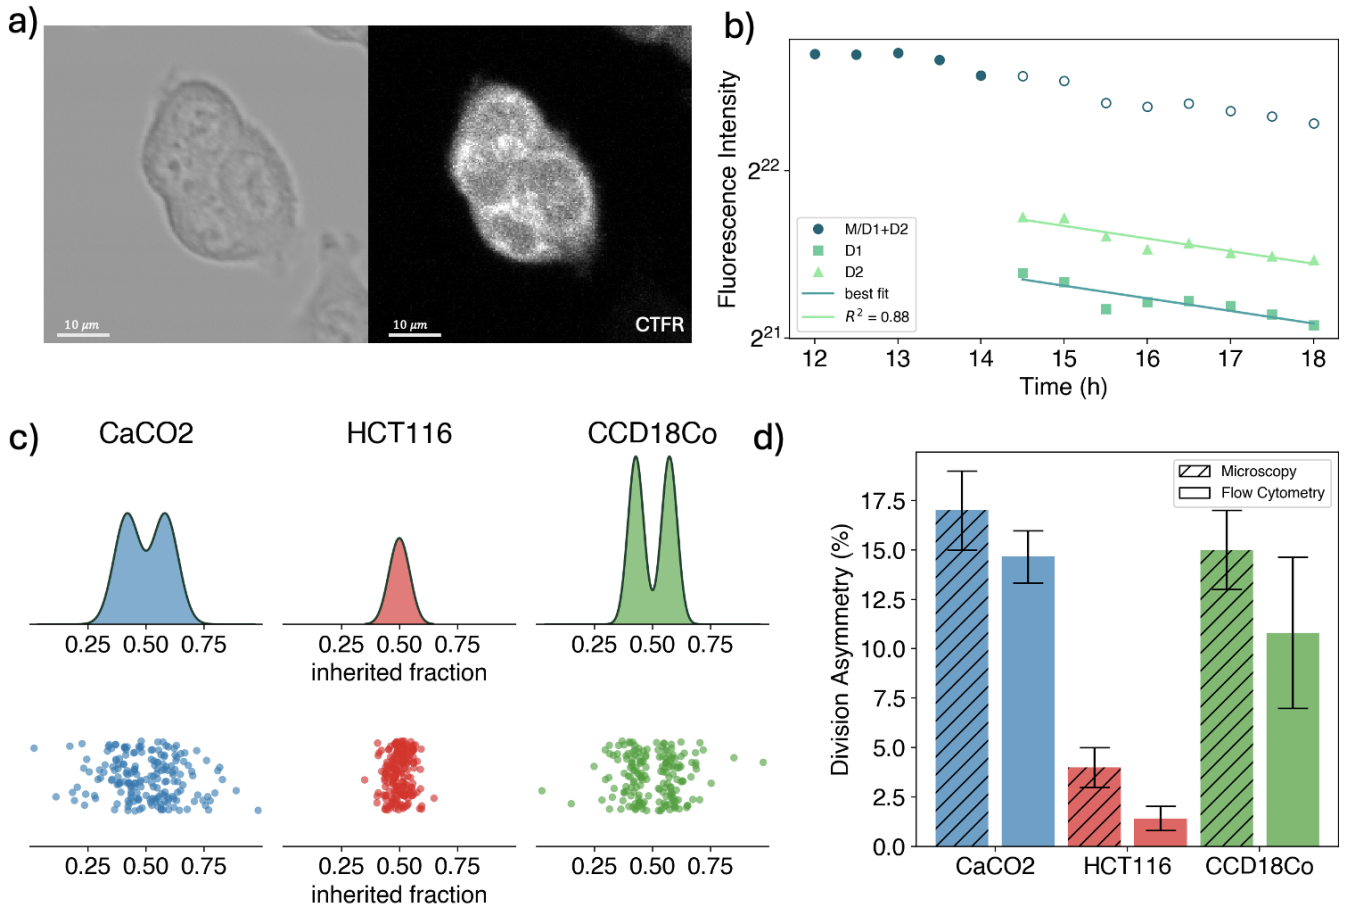 a)
10 μm
10 μm
CTFR
b)
Fluorescence Intensity
2^22
2^21
M/D1+D2
D1
D2
best fit
R² = 0.88
12 13 14 15 16 17 18
Time (h)
c)
CaCO2 HCT116 CCD18Co
0.25 0.50 0.75 0.25 0.50 0.75 0.25 0.50 0.75
inherited fraction
0.25 0.50 0.75 0.25 0.50 0.75 0.25 0.50 0.75
inherited fraction
d)
Division Asymmetry (%)
17.5
15.0
12.5
10.0
7.5
5.0
2.5
0.0
Microscopy
Flow Cytometry
CaCO2 HCT116 CCD18Co